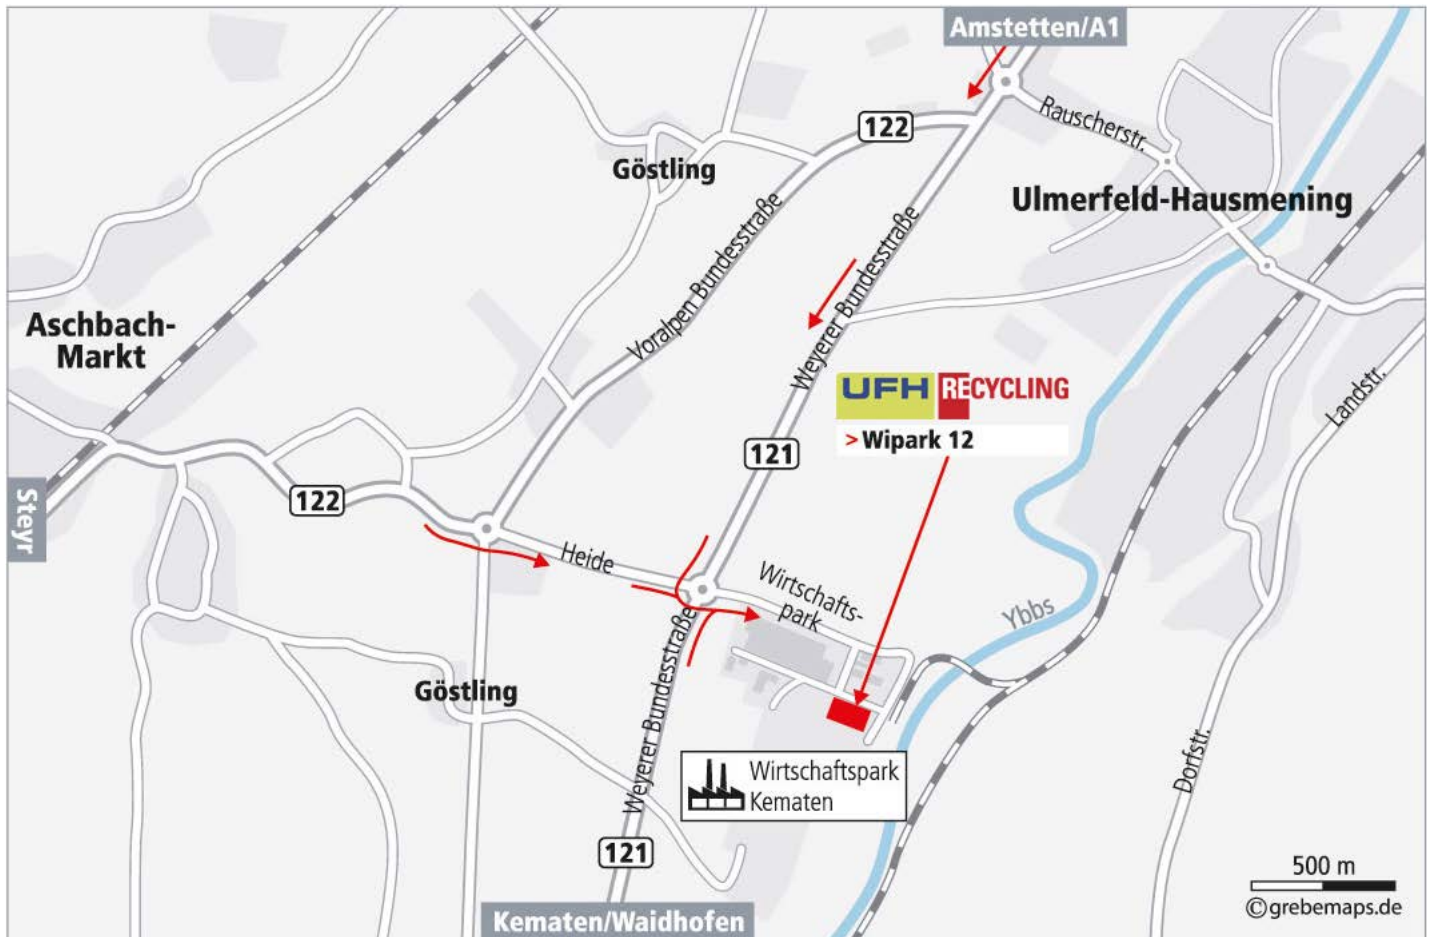 Amstetten/A1
122
Rauscherstr.
Göstling
Ulmerfeld-Hausmening
Voralpen Bundesstraße
Weyerer Bundesstraße
Aschbach-
Markt
UFH RECYCLING
> Wipark 12
Landstr.
121
122
Steyr
Heide
Wirtschafts-
park
Ybbs
Göstling
Weyerer Bundesstraße
Wirtschaftspark
Kematen
Dorfstr.
121
500 m
©grebemaps.de
Kematen/Waidhofen